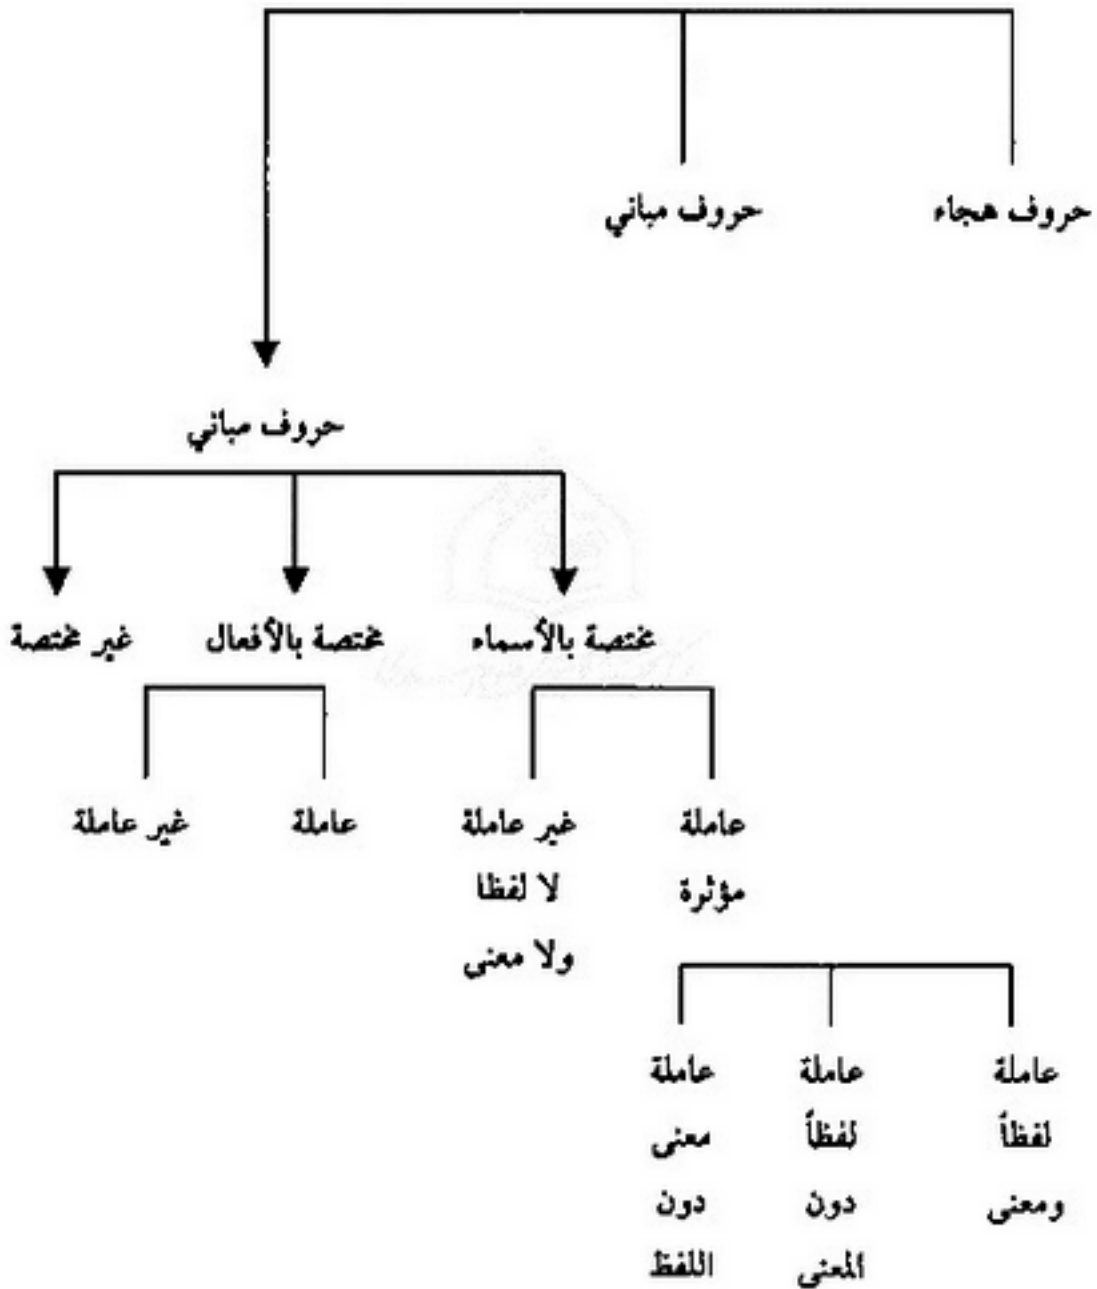 حروف هجاء
حروف مباني
حروف مباني
مختصة بالأسماء
مختصة بالأفعال
غير مختصة
عاملة
مؤثرة
غير عاملة
لا لفظا
ولا معنى
عاملة
غير عاملة
عاملة
لفظاً
ومعنى
عاملة
لفظاً
دون
المعنى
عاملة
معنى
دون
اللفظ